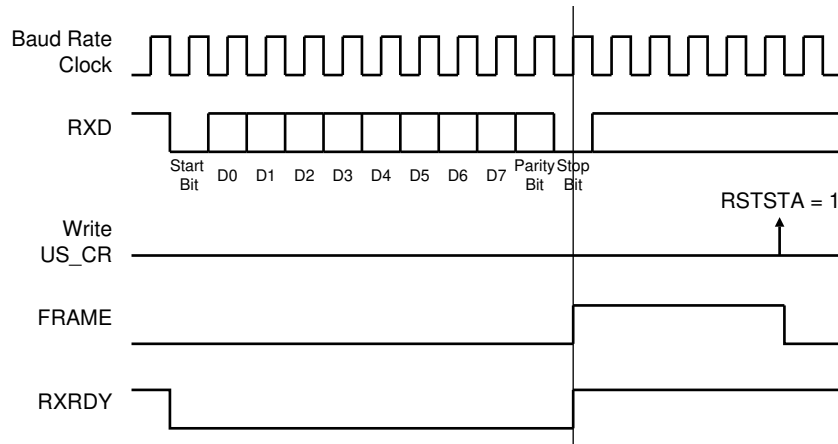 Baud Rate
Clock
RXD
Start
Bit
D0
D1
D2
D3
D4
D5
D6
D7
Parity
Bit
Stop
Bit
Write
US_CR
RSTSTA = 1
FRAME
RXRDY